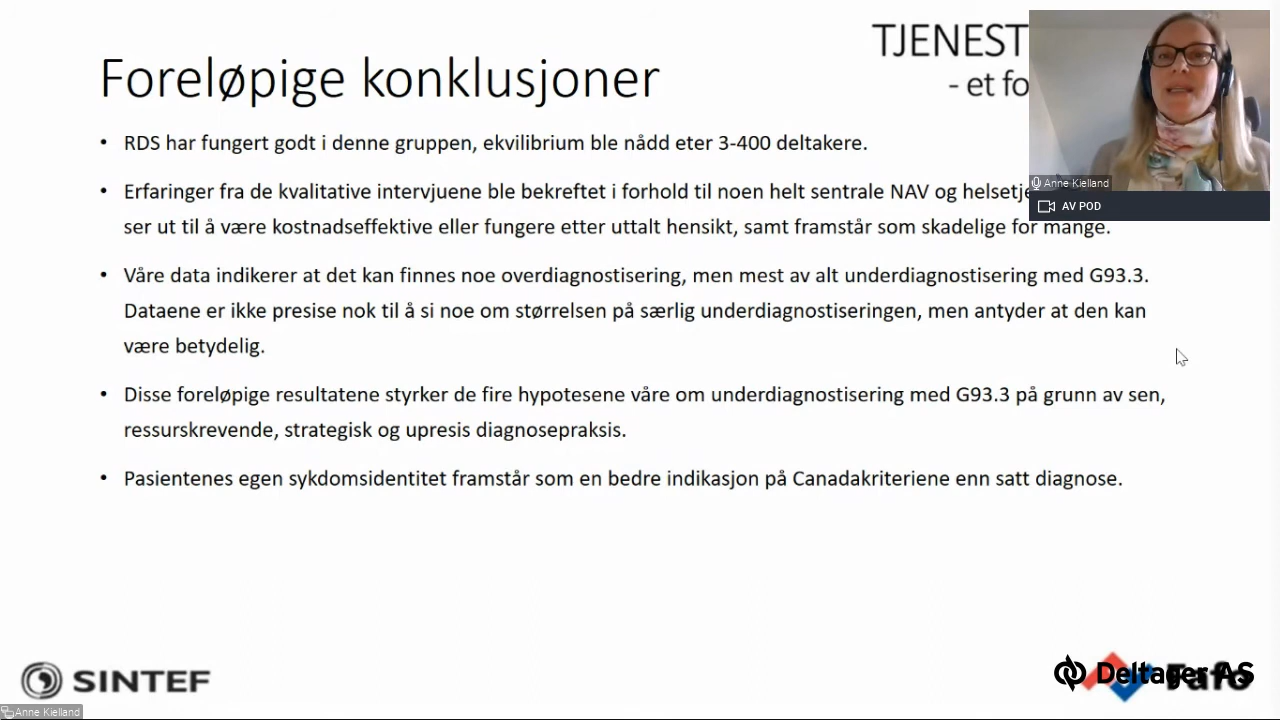 TJENEST
- et fo
Foreløpige konklusjoner
• RDS har fungert godt i denne gruppen, ekvilibrium ble nådd eter 3-400 deltakere.
• Erfaringer fra de kvalitative intervjuene ble bekreftet i forhold til noen helt sentrale NAV og helsetje
ser ut til å være kostnadseffektive eller fungere etter uttalt hensikt, samt framstår som skadelige for mange.
• Våre data indikerer at det kan finnes noe overdiagnostisering, men mest av alt underdiagnostisering med G93.3.
Dataene er ikke presise nok til å si noe om størrelsen på særlig underdiagnostiseringen, men antyder at den kan
være betydelig.
• Disse foreløpige resultatene styrker de fire hypotesene våre om underdiagnostisering med G93.3 på grunn av sen,
ressurskrevende, strategisk og upresis diagnosepraksis.
• Pasientenes egen sykdomsidentitet framstår som en bedre indikasjon på Canadakriteriene enn satt diagnose.
Anne Kielland
AV POD
SINTEF
Deltager AS
Fafo
Anne Kielland